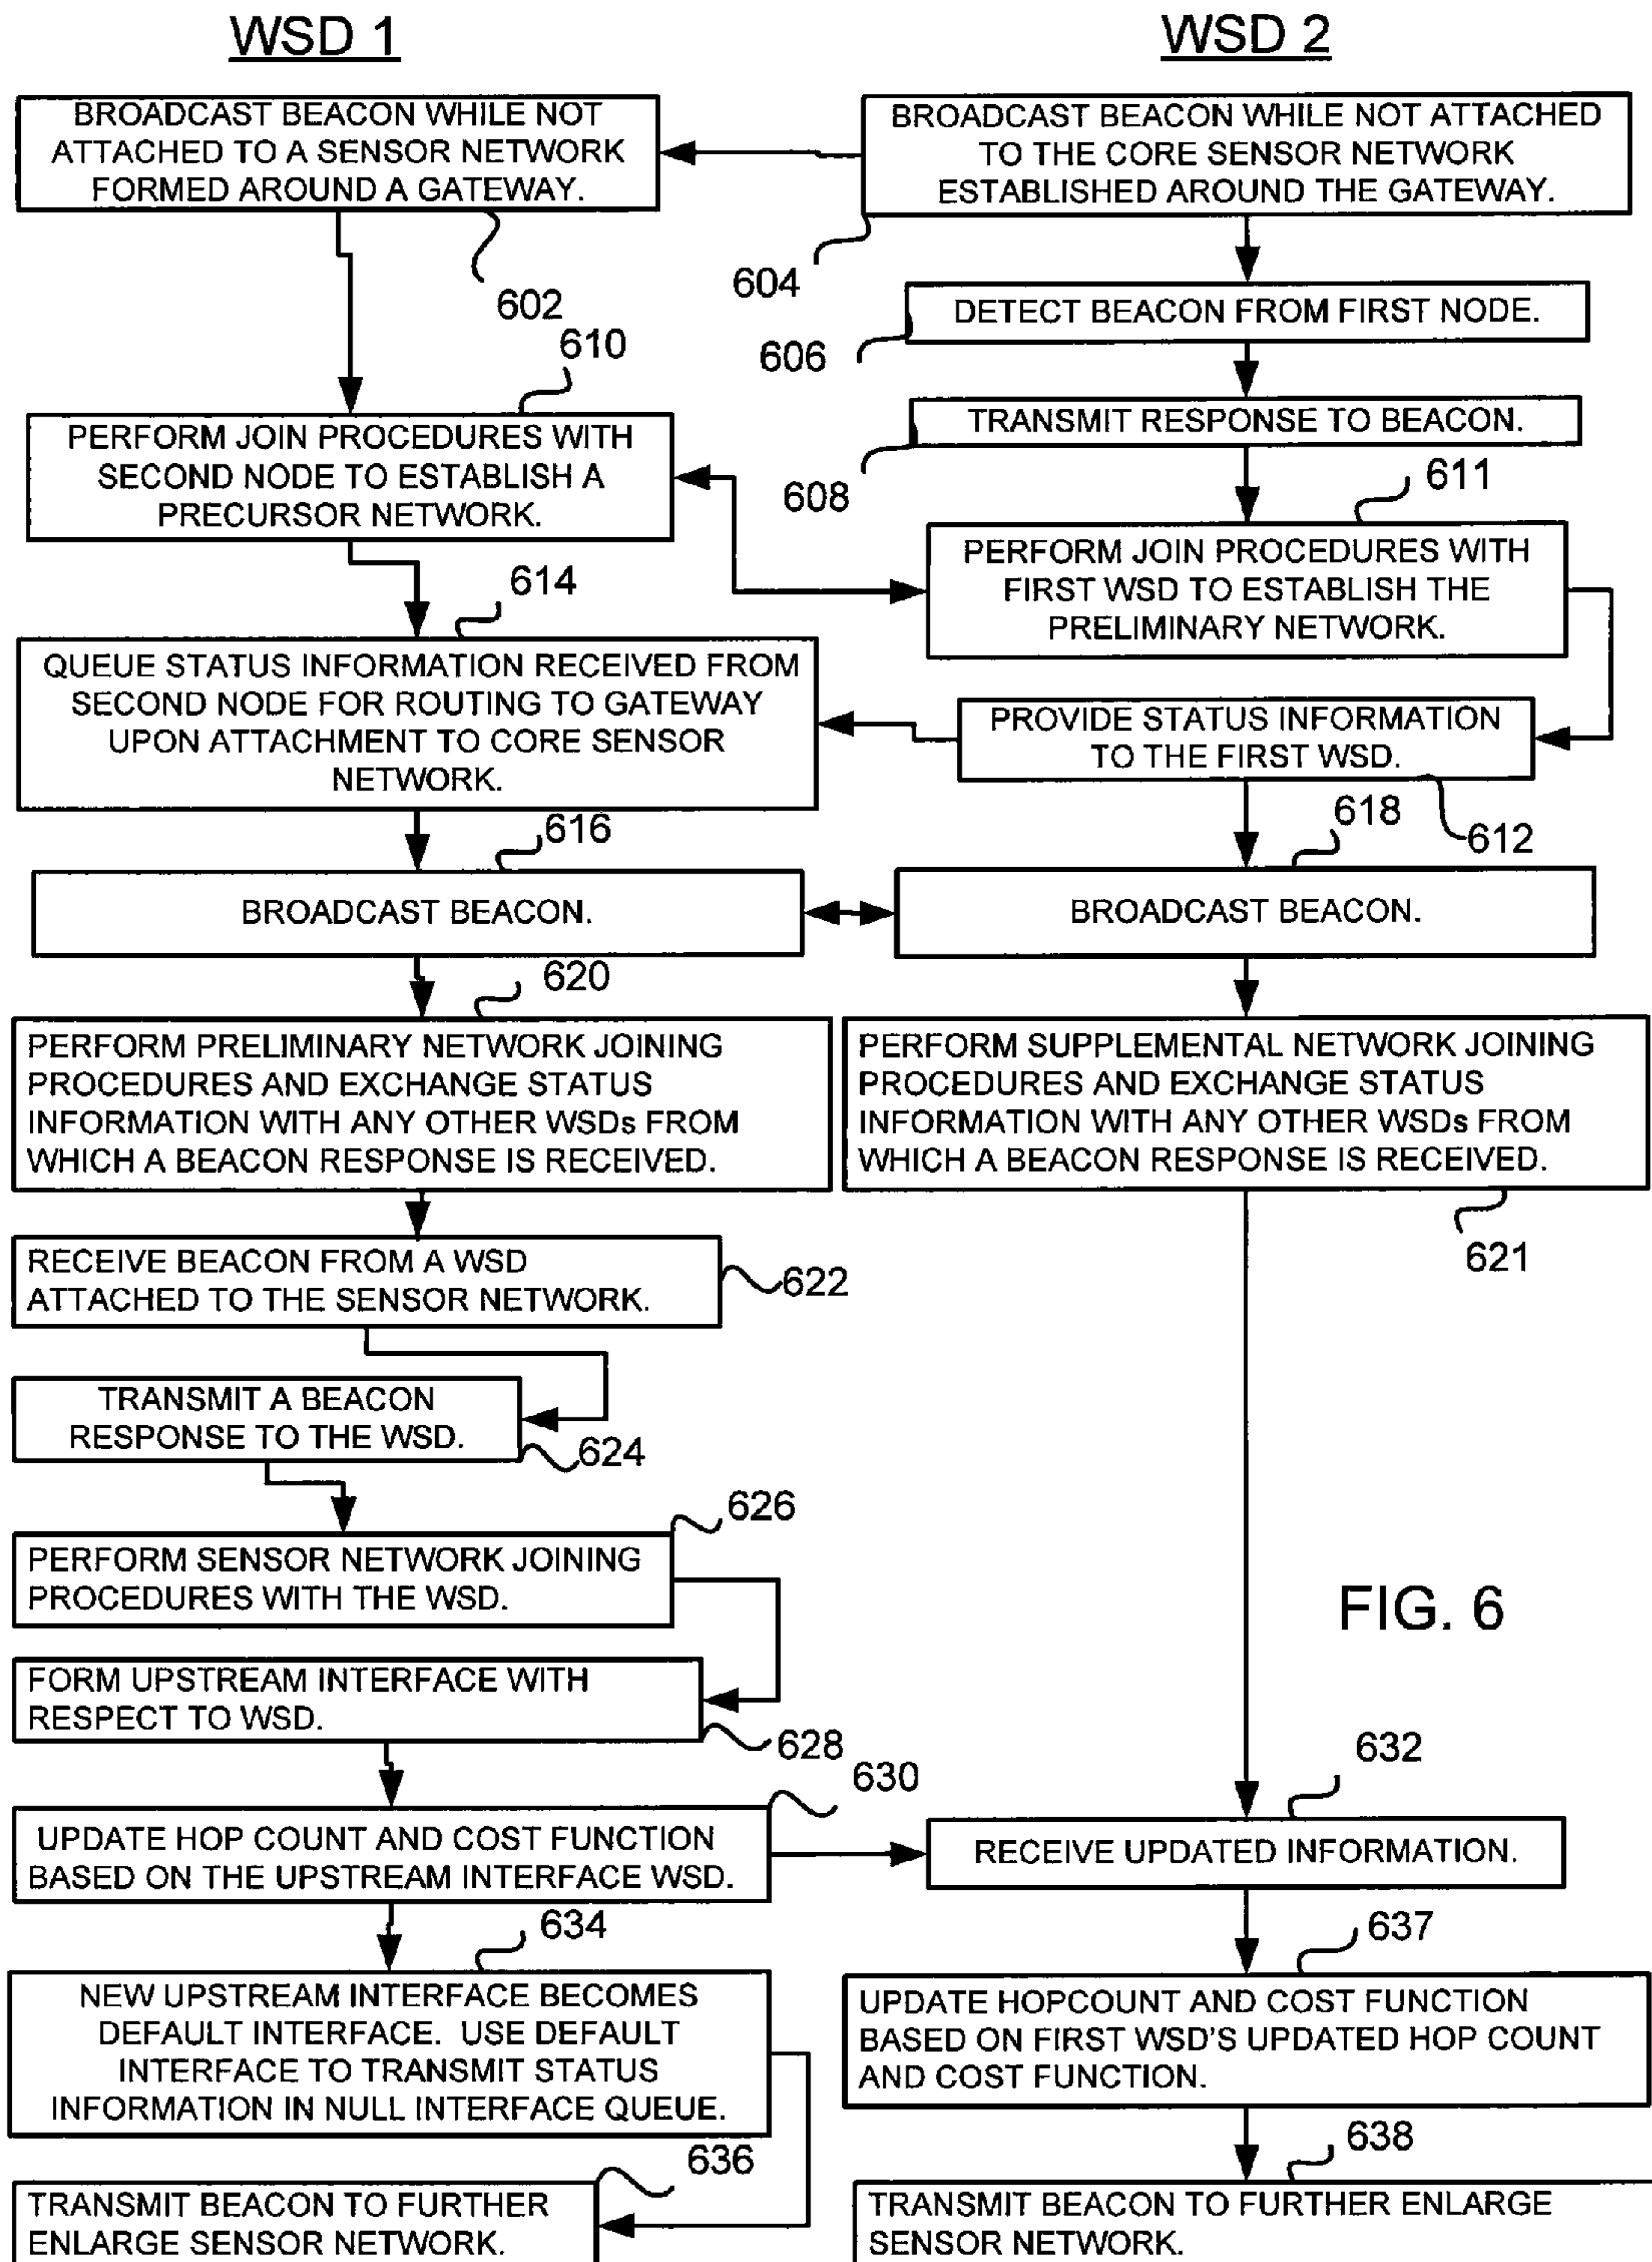 WSD 1
WSD 2
BROADCAST BEACON WHILE NOT
ATTACHED TO A SENSOR NETWORK
FORMED AROUND A GATEWAY.
602
BROADCAST BEACON WHILE NOT ATTACHED
TO THE CORE SENSOR NETWORK
ESTABLISHED AROUND THE GATEWAY.
604
DETECT BEACON FROM FIRST NODE.
606
TRANSMIT RESPONSE TO BEACON.
608
610
PERFORM JOIN PROCEDURES WITH
SECOND NODE TO ESTABLISH A
PRECURSOR NETWORK.
611
PERFORM JOIN PROCEDURES WITH
FIRST WSD TO ESTABLISH THE
PRELIMINARY NETWORK.
614
QUEUE STATUS INFORMATION RECEIVED FROM
SECOND NODE FOR ROUTING TO GATEWAY
UPON ATTACHMENT TO CORE SENSOR
NETWORK.
PROVIDE STATUS INFORMATION
TO THE FIRST WSD.
612
616
BROADCAST BEACON.
618
BROADCAST BEACON.
620
PERFORM PRELIMINARY NETWORK JOINING
PROCEDURES AND EXCHANGE STATUS
INFORMATION WITH ANY OTHER WSDs FROM
WHICH A BEACON RESPONSE IS RECEIVED.
PERFORM SUPPLEMENTAL NETWORK JOINING
PROCEDURES AND EXCHANGE STATUS
INFORMATION WITH ANY OTHER WSDs FROM
WHICH A BEACON RESPONSE IS RECEIVED.
621
RECEIVE BEACON FROM A WSD
ATTACHED TO THE SENSOR NETWORK.
622
TRANSMIT A BEACON
RESPONSE TO THE WSD.
624
626
PERFORM SENSOR NETWORK JOINING
PROCEDURES WITH THE WSD.
FIG. 6
FORM UPSTREAM INTERFACE WITH
RESPECT TO WSD.
628
630
UPDATE HOP COUNT AND COST FUNCTION
BASED ON THE UPSTREAM INTERFACE WSD.
632
RECEIVE UPDATED INFORMATION.
634
NEW UPSTREAM INTERFACE BECOMES
DEFAULT INTERFACE. USE DEFAULT
INTERFACE TO TRANSMIT STATUS
INFORMATION IN NULL INTERFACE QUEUE.
637
UPDATE HOPCOUNT AND COST FUNCTION
BASED ON FIRST WSD'S UPDATED HOP COUNT
AND COST FUNCTION.
636
TRANSMIT BEACON TO FURTHER
ENLARGE SENSOR NETWORK.
638
TRANSMIT BEACON TO FURTHER ENLARGE
SENSOR NETWORK.